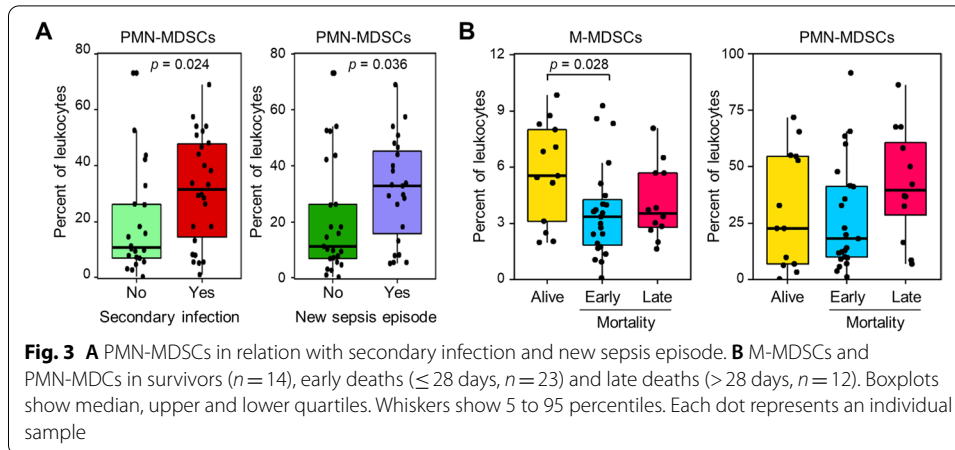 A
PMN-MDSCs
p = 0.024
Percent of leukocytes
80
60
40
20
0
No Yes
Secondary infection
PMN-MDSCs
p = 0.036
Percent of leukocytes
80
60
40
20
0
No Yes
New sepsis episode
B
M-MDSCs
p = 0.028
Percent of leukocytes
12
9
6
3
0
Alive Early Late
Mortality
PMN-MDSCs
Percent of leukocytes
100
75
50
25
0
Alive Early Late
Mortality
Fig. 3 A PMN-MDSCs in relation with secondary infection and new sepsis episode. B M-MDSCs and
PMN-MDCs in survivors (n = 14), early deaths (≤ 28 days, n = 23) and late deaths (> 28 days, n = 12). Boxplots
show median, upper and lower quartiles. Whiskers show 5 to 95 percentiles. Each dot represents an individual
sample